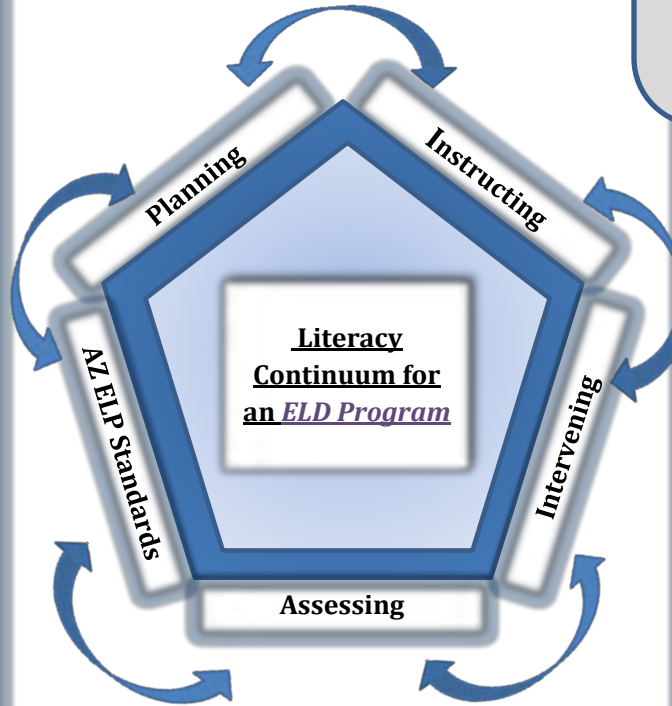 Planning
Instructing
Literacy
Continuum for
an ELD Program
AZ ELP Standards
Intervening
Assessing